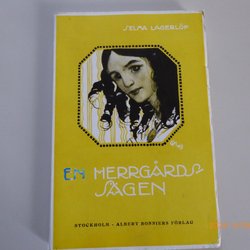 SELMA LAGERLÖF
EN HERRGÅRDS
SÄGEN
STOCKHOLM - ALBERT BONNIERS FÖRLAG